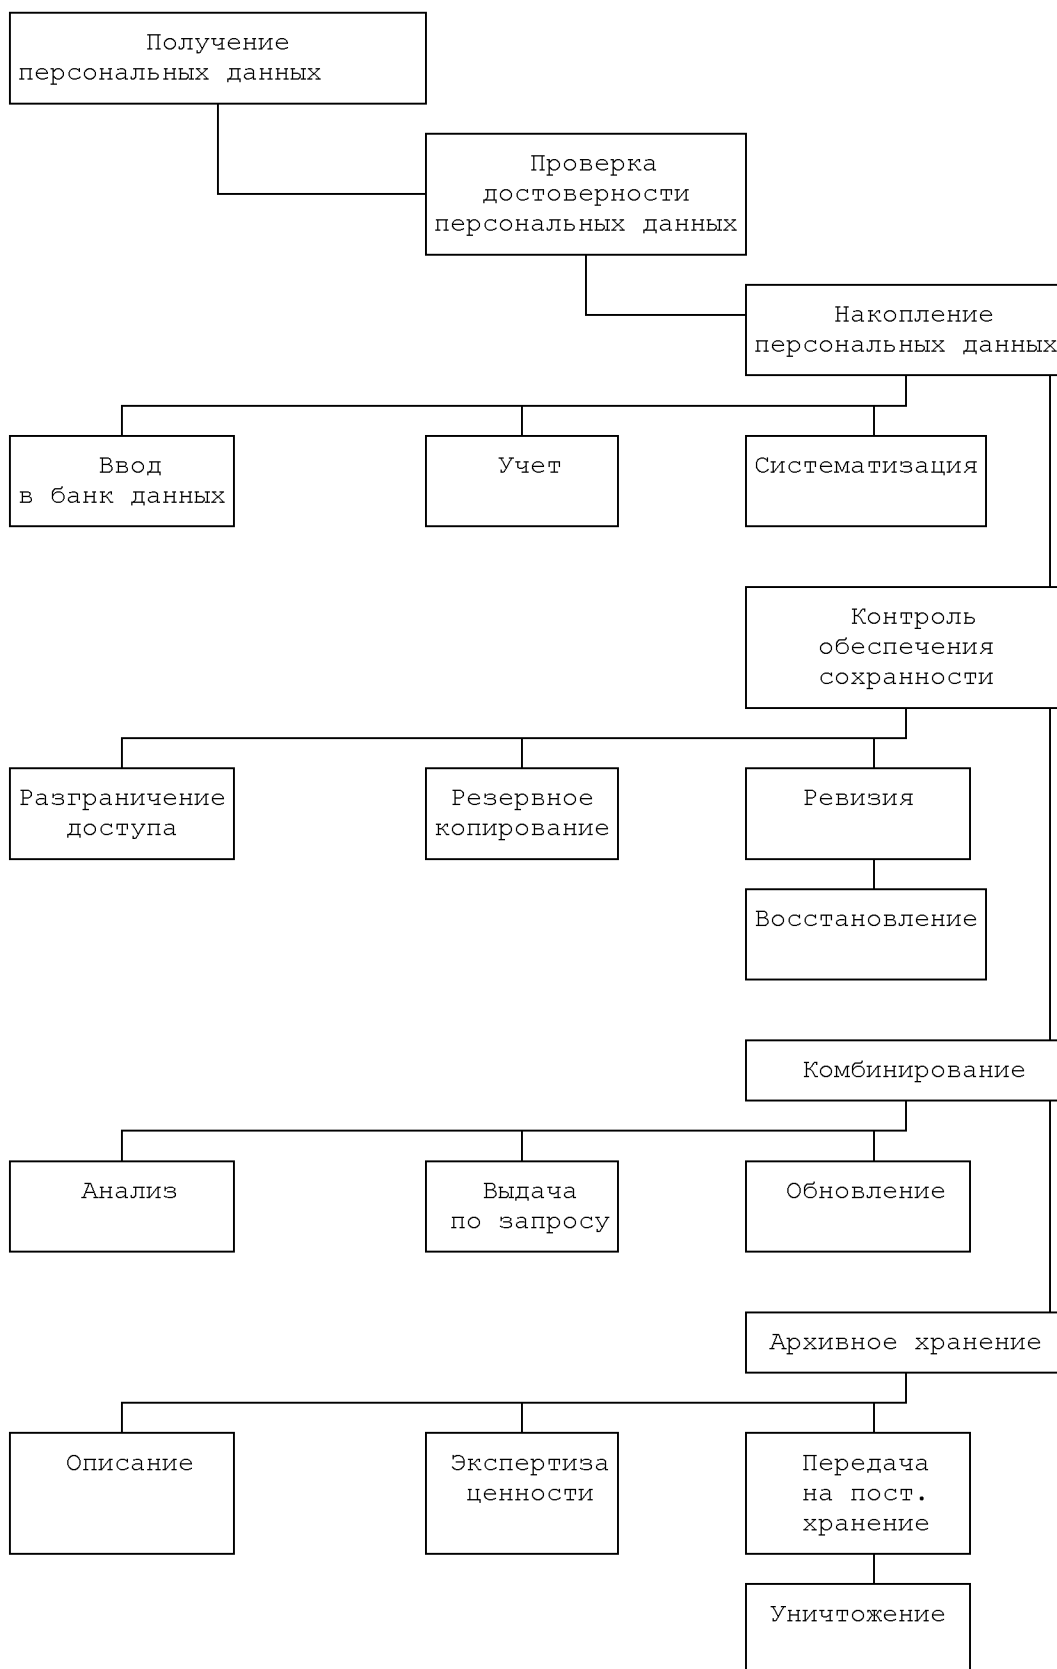 Получение
персональных данных
Проверка
достоверности
персональных данных
Накопление
персональных данных
Ввод
в банк данных
Учет
Систематизация
Контроль
обеспечения
сохранности
Разграничение
доступа
Резервное
копирование
Ревизия
Восстановление
Комбинирование
Анализ
Выдача
по запросу
Обновление
Архивное хранение
Описание
Экспертиза
ценности
Передача
на пост.
хранение
Уничтожение